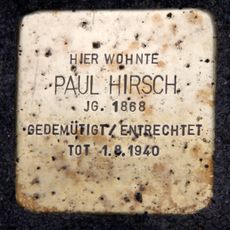 HIER WOHNTE
PAUL HIRSCH
JG. 1868
GEDEMÜTIGT/ENTRECHTET
TOT 1.8.1940